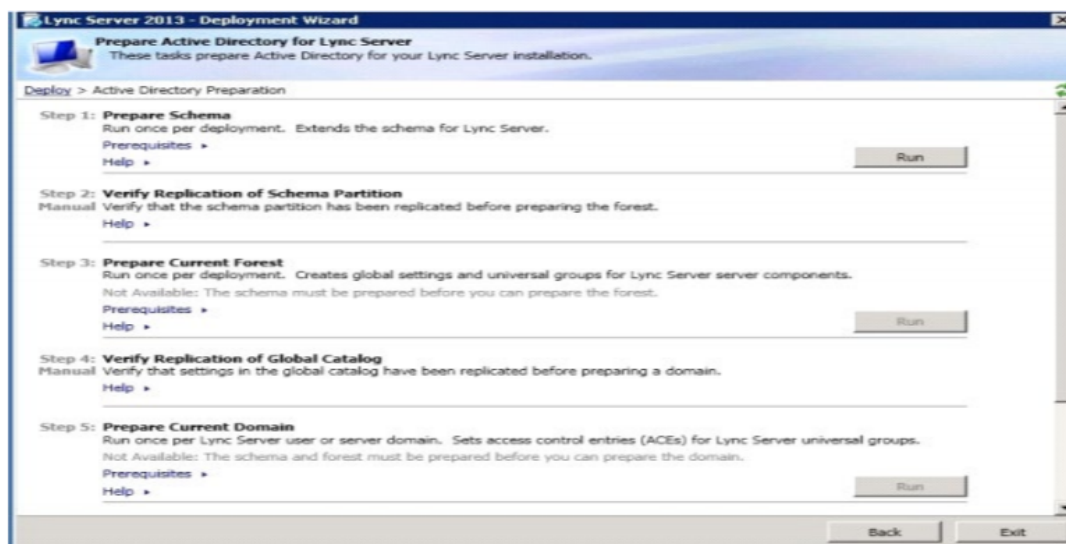 Lync Server 2013 - Deployment Wizard
Prepare Active Directory for Lync Server
These tasks prepare Active Directory for your Lync Server installation.
Deploy > Active Directory Preparation
Step 1: Prepare Schema
Run once per deployment. Extends the schema for Lync Server.
Prerequisites ▸
Help ▸
Run
Step 2: Verify Replication of Schema Partition
Manual Verify that the schema partition has been replicated before preparing the forest.
Help ▸
Step 3: Prepare Current Forest
Run once per deployment. Creates global settings and universal groups for Lync Server server components.
Not Available: The schema must be prepared before you can prepare the forest.
Prerequisites ▸
Help ▸
Run
Step 4: Verify Replication of Global Catalog
Manual Verify that settings in the global catalog have been replicated before preparing a domain.
Help ▸
Step 5: Prepare Current Domain
Run once per Lync Server user or server domain. Sets access control entries (ACEs) for Lync Server universal groups.
Not Available: The schema and forest must be prepared before you can prepare the domain.
Prerequisites ▸
Help ▸
Run
Back Exit